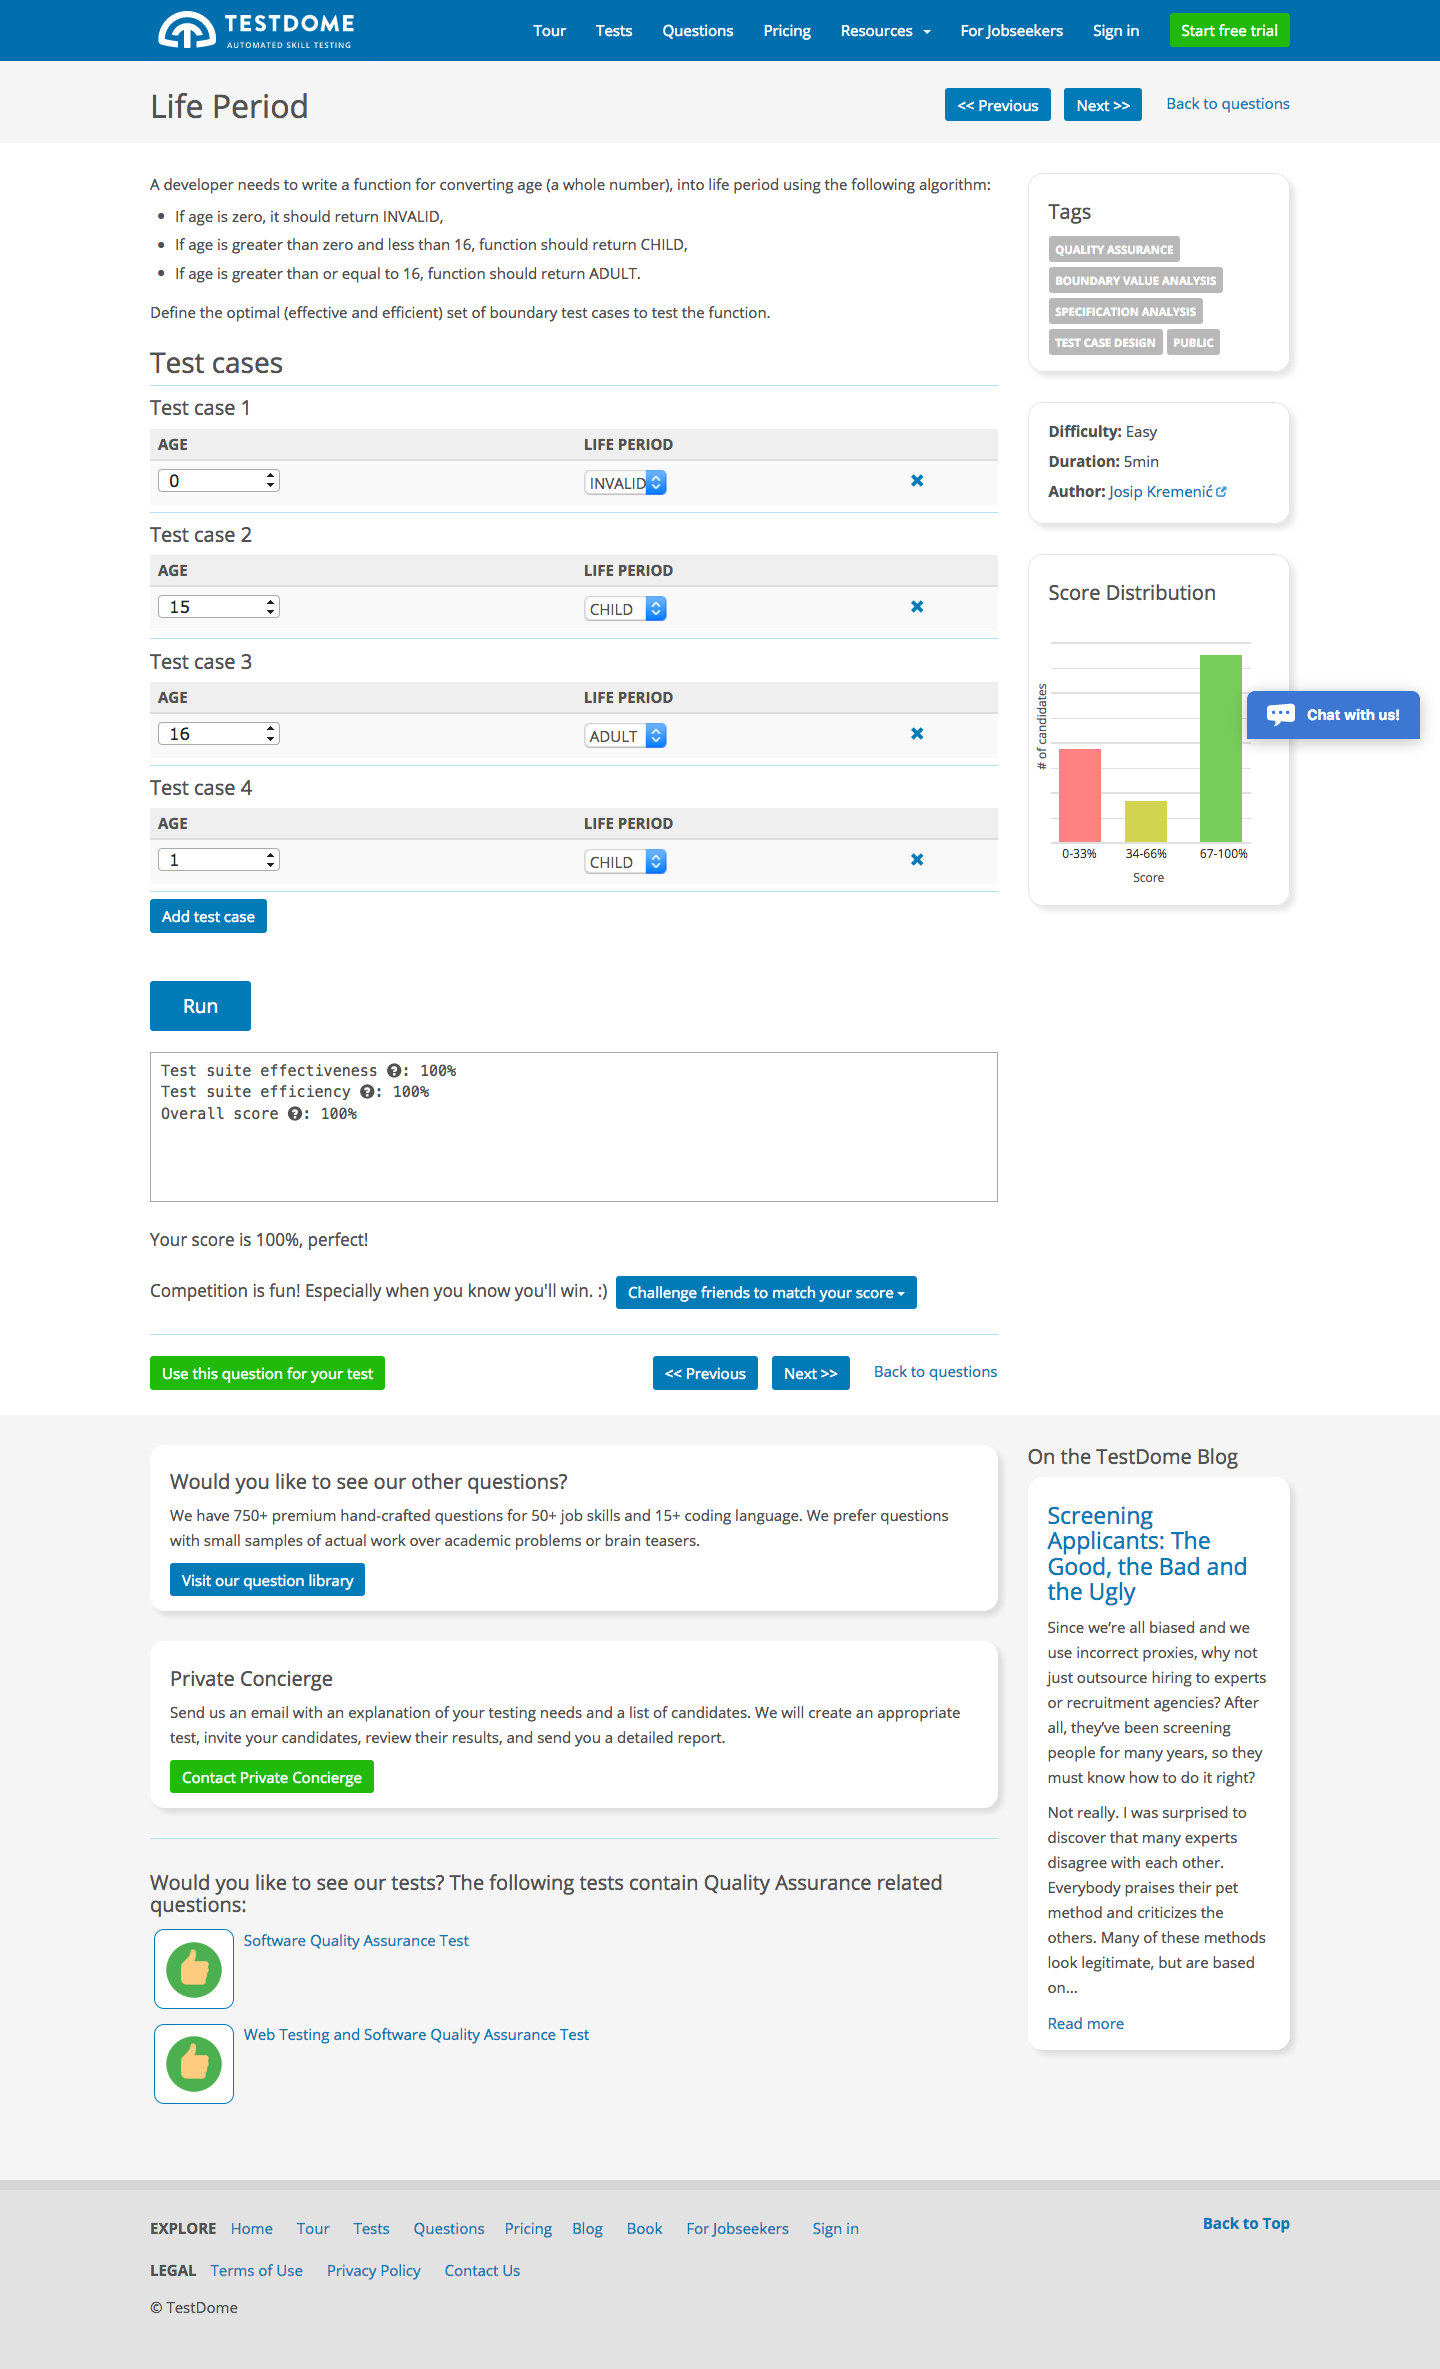 TESTDOME
AUTOMATED SKILL TESTING
Tour Tests Questions Pricing Resources For Jobseekers Sign in Start free trial
Life Period
<< Previous Next >> Back to questions
A developer needs to write a function for converting age (a whole number), into life period using the following algorithm:
If age is zero, it should return INVALID,
If age is greater than zero and less than 16, function should return CHILD,
If age is greater than or equal to 16, function should return ADULT.
Define the optimal (effective and efficient) set of boundary test cases to test the function.
Test cases
Test case 1
AGE LIFE PERIOD
0 INVALID
Test case 2
AGE LIFE PERIOD
15 CHILD
Test case 3
AGE LIFE PERIOD
16 ADULT
Test case 4
AGE LIFE PERIOD
1 CHILD
Add test case
Run
Test suite effectiveness ?: 100%
Test suite efficiency ?: 100%
Overall score ?: 100%
Your score is 100%, perfect!
Competition is fun! Especially when you know you'll win. :) Challenge friends to match your score
Use this question for your test << Previous Next >> Back to questions
Tags
QUALITY ASSURANCE
BOUNDARY VALUE ANALYSIS
SPECIFICATION ANALYSIS
TEST CASE DESIGN PUBLIC
Difficulty: Easy
Duration: 5min
Author: Josip Kremenić
Score Distribution
# of candidates
0-33% 34-66% 67-100%
Score
Chat with us!
Would you like to see our other questions?
We have 750+ premium hand-crafted questions for 50+ job skills and 15+ coding language. We prefer questions
with small samples of actual work over academic problems or brain teasers.
Visit our question library
Private Concierge
Send us an email with an explanation of your testing needs and a list of candidates. We will create an appropriate
test, invite your candidates, review their results, and send you a detailed report.
Contact Private Concierge
Would you like to see our tests? The following tests contain Quality Assurance related
questions:
Software Quality Assurance Test
Web Testing and Software Quality Assurance Test
On the TestDome Blog
Screening
Applicants: The
Good, the Bad and
the Ugly
Since we’re all biased and we
use incorrect proxies, why not
just outsource hiring to experts
or recruitment agencies? After
all, they’ve been screening
people for many years, so they
must know how to do it right?
Not really. I was surprised to
discover that many experts
disagree with each other.
Everybody praises their pet
method and criticizes the
others. Many of these methods
look legitimate, but are based
on...
Read more
EXPLORE Home Tour Tests Questions Pricing Blog Book For Jobseekers Sign in
Back to Top
LEGAL Terms of Use Privacy Policy Contact Us
© TestDome